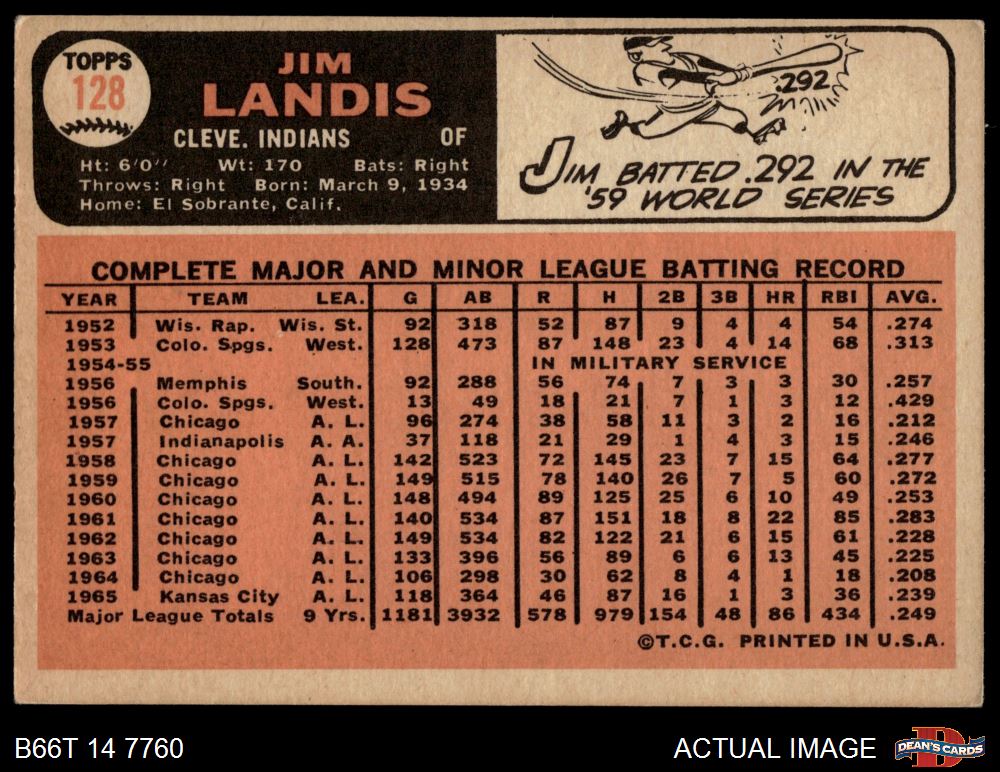 TOPPS
128
JIM
LANDIS
CLEVE. INDIANS OF
Ht: 6'0" Wt: 170 Bats: Right
Throws: Right Born: March 9, 1934
Home: El Sobrante, Calif.
.292
JIM BATTED .292 IN THE
'59 WORLD SERIES
COMPLETE MAJOR AND MINOR LEAGUE BATTING RECORD
YEAR TEAM LEA. G AB R H 2B 3B HR RBI AVG.
1952 Wis. Rap. Wis. St. 92 318 52 87 9 4 4 54 .274
1953 Colo. Spgs. West. 128 473 87 148 23 4 14 68 .313
1954-55 IN MILITARY SERVICE
1956 Memphis South. 92 288 56 74 7 3 3 30 .257
1956 Colo. Spgs. West. 13 49 18 21 7 1 3 12 .429
1957 Chicago A. L. 96 274 38 58 11 3 2 16 .212
1957 Indianapolis A. A. 37 118 21 29 1 4 3 15 .246
1958 Chicago A. L. 142 523 72 145 23 7 15 64 .277
1959 Chicago A. L. 149 515 78 140 26 7 5 60 .272
1960 Chicago A. L. 148 494 89 125 25 6 10 49 .253
1961 Chicago A. L. 140 534 87 151 18 8 22 85 .283
1962 Chicago A. L. 149 534 82 122 21 6 15 61 .228
1963 Chicago A. L. 133 396 56 89 6 6 13 45 .225
1964 Chicago A. L. 106 298 30 62 8 4 1 18 .208
1965 Kansas City A. L. 118 364 46 87 16 1 3 36 .239
Major League Totals 9 Yrs. 1181 3932 578 979 154 48 86 434 .249
©T.C.G. PRINTED IN U.S.A.
B66T 14 7760
ACTUAL IMAGE
D
DEAN'S CARDS